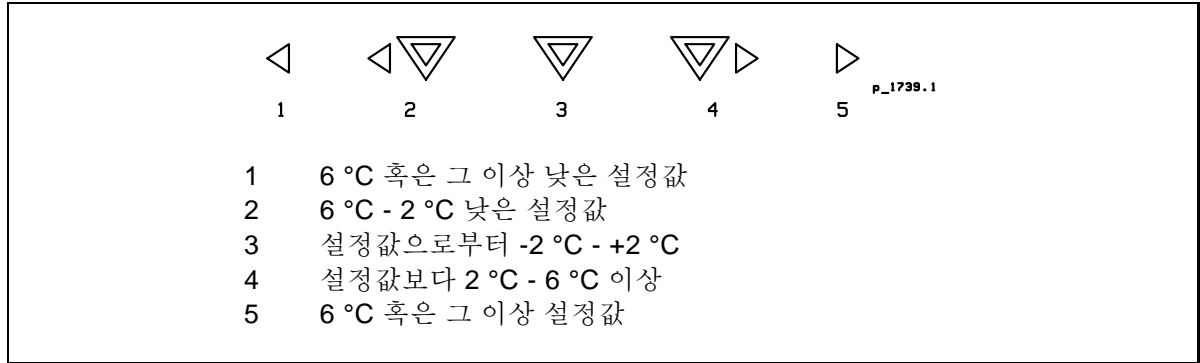 p_1739.1
1 2 3 4 5
1 6 °C 혹은 그 이상 낮은 설정값
2 6 °C - 2 °C 낮은 설정값
3 설정값으로부터 -2 °C - +2 °C
4 설정값보다 2 °C - 6 °C 이상
5 6 °C 혹은 그 이상 설정값